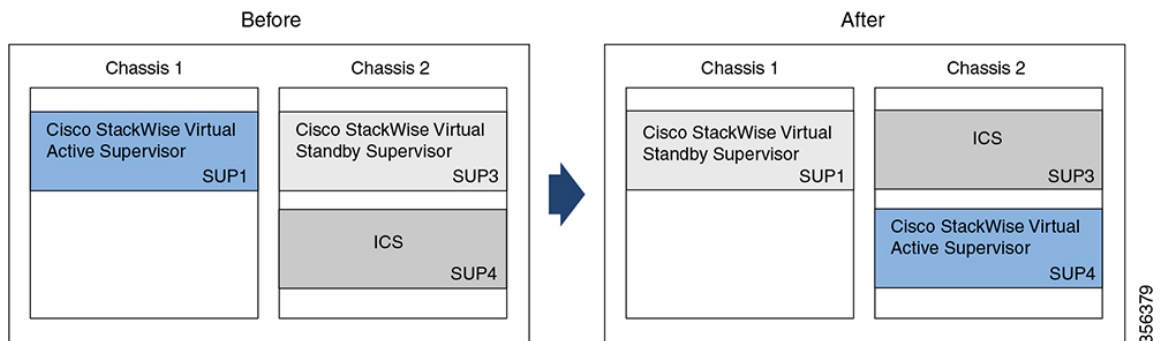 Before
Chassis 1
Chassis 2
Cisco StackWise Virtual
Active Supervisor
SUP1
Cisco StackWise Virtual
Standby Supervisor
SUP3
ICS
SUP4
After
Chassis 1
Chassis 2
Cisco StackWise Virtual
Standby Supervisor
SUP1
ICS
SUP3
Cisco StackWise Virtual
Active Supervisor
SUP4
356379